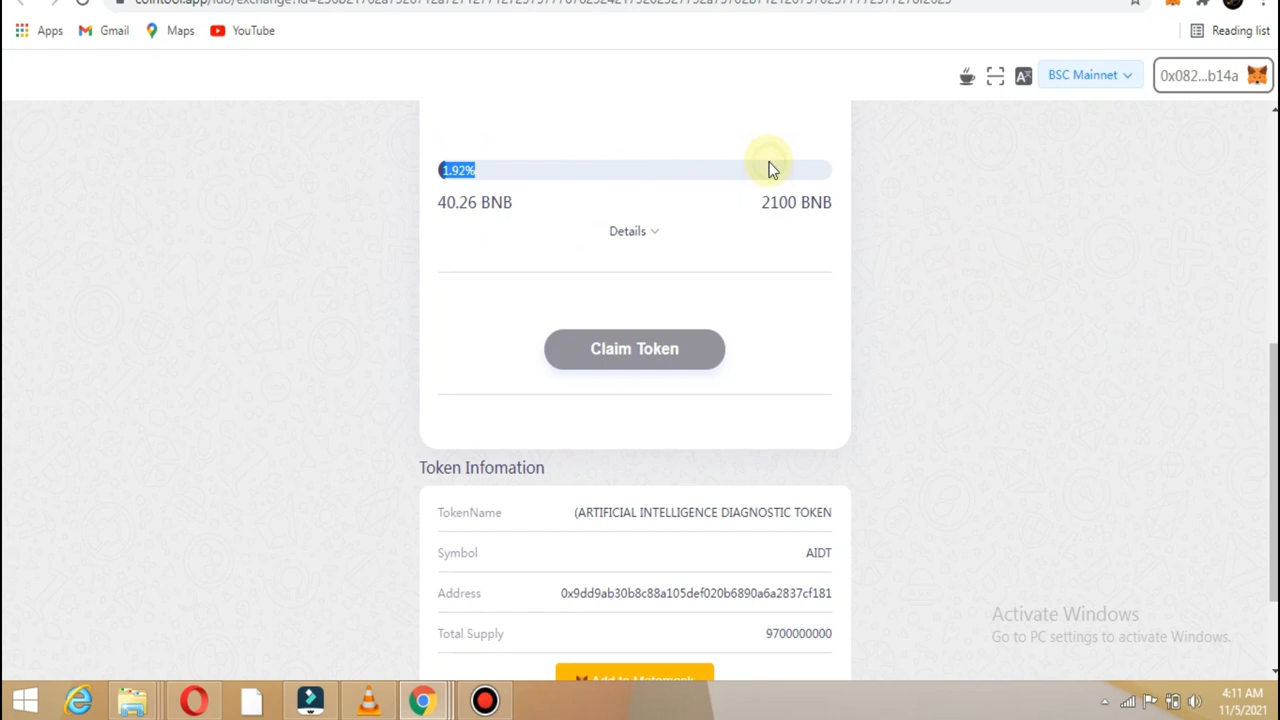 Apps
Gmail
Maps
YouTube
Reading list
BSC Mainnet
0x082...b14a
1.92%
40.26 BNB
2100 BNB
Details
Claim Token
Token Infomation
TokenName
(ARTIFICIAL INTELLIGENCE DIAGNOSTIC TOKEN
Symbol
AIDT
Address
0x9dd9ab30b8c88a105def020b6890a6a2837cf181
Total Supply
9700000000
Activate Windows
Go to PC settings to activate Windows.
4:11 AM
11/5/2021